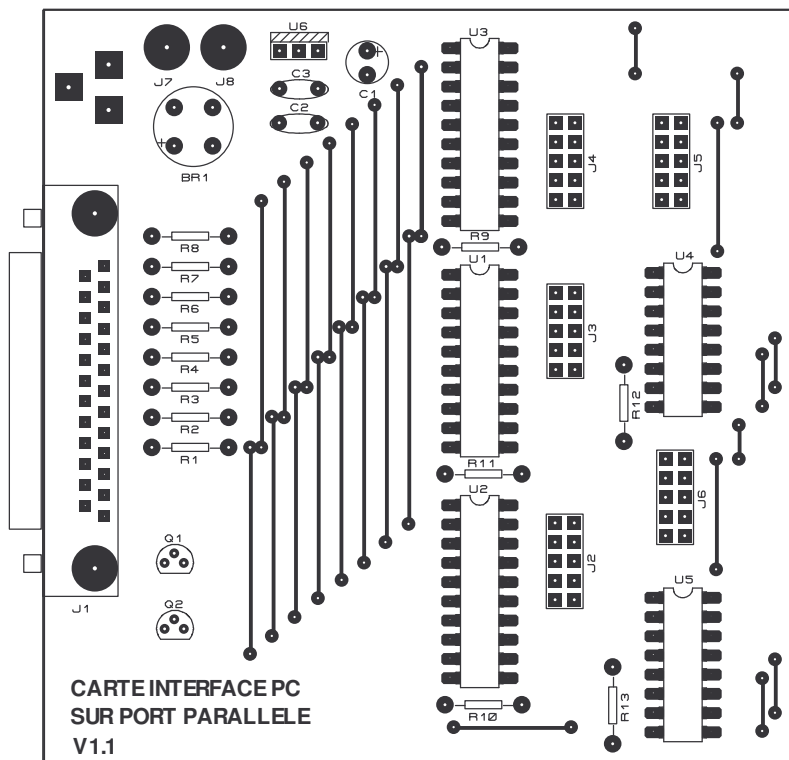 U6
U3
J7
J8
C3
C1
C2
+
+
BR1
J4
J5
R8
R9
R7
U1
U4
R6
R5
J3
R4
R3
R12
R2
R1
R11
U2
J6
Q1
J2
U5
J1
Q2
CARTE INTERFACE PC
SUR PORT PARALLELE
V1.1
R10
R13